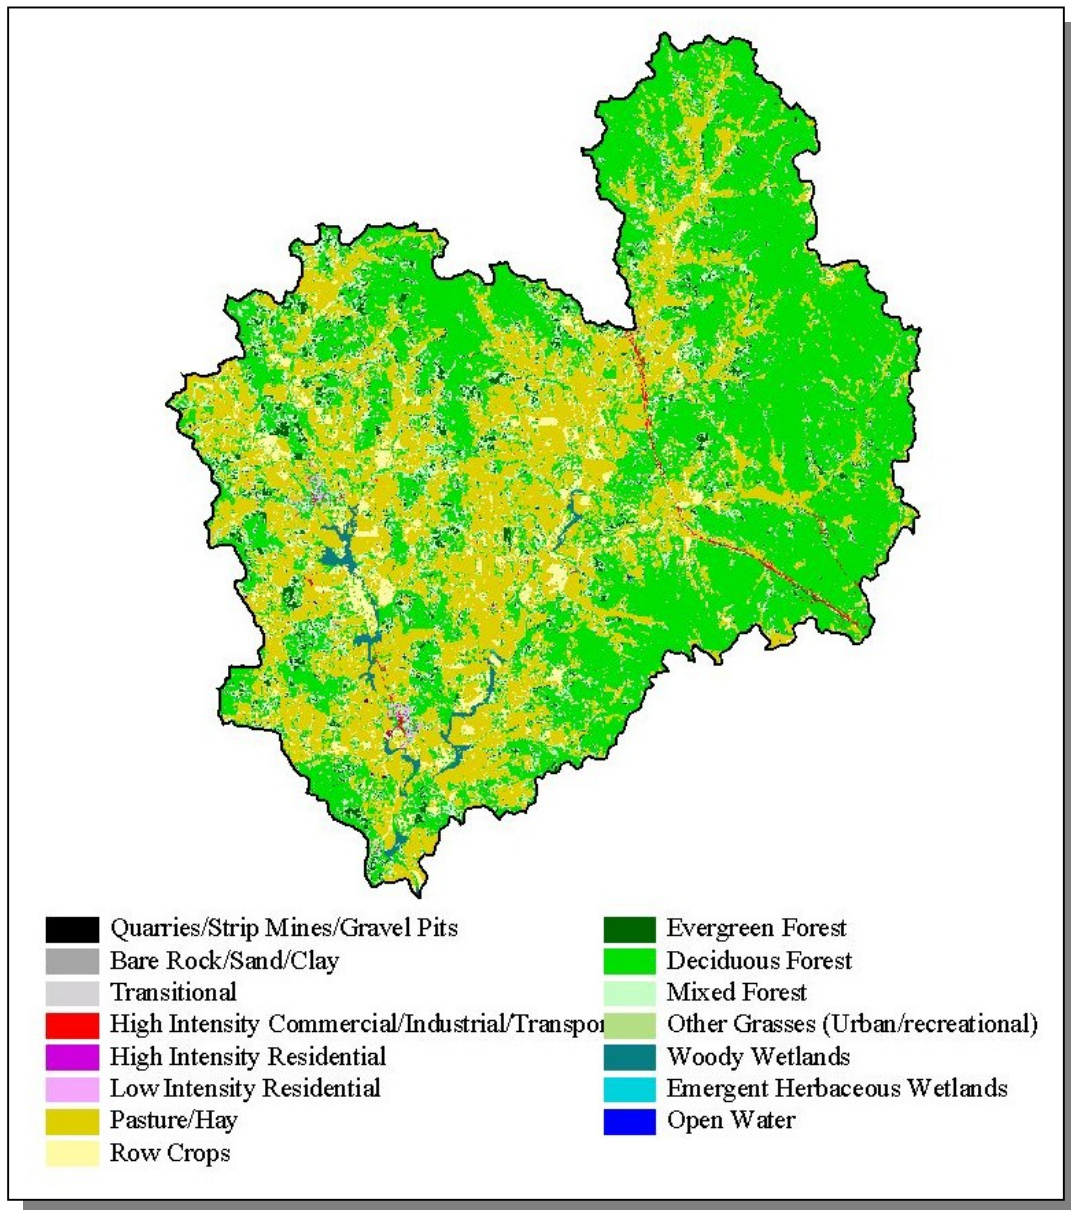 Quarries/Strip Mines/Gravel Pits
Bare Rock/Sand/Clay
Transitional
High Intensity Commercial/Industrial/Transpor
High Intensity Residential
Low Intensity Residential
Pasture/Hay
Row Crops
Evergreen Forest
Deciduous Forest
Mixed Forest
Other Grasses (Urban/recreational)
Woody Wetlands
Emergent Herbaceous Wetlands
Open Water